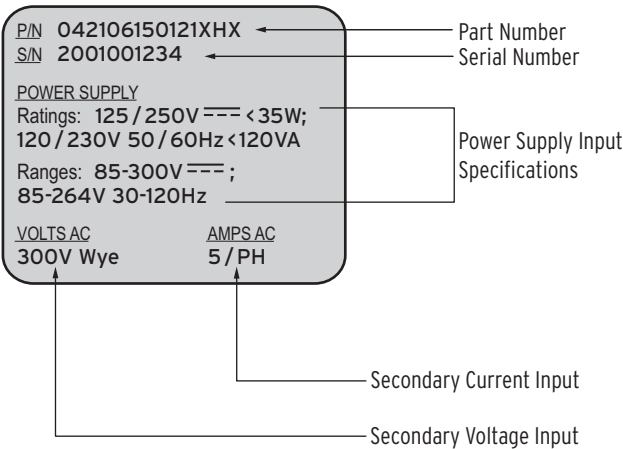 P/N 042106150121XHX
S/N 2001001234
Part Number
Serial Number
POWER SUPPLY
Ratings: 125/250V ⎓ <35W;
120/230V 50/60Hz <120VA
Ranges: 85-300V ⎓ ;
85-264V 30-120Hz
Power Supply Input
Specifications
VOLTS AC AMPS AC
300V Wye 5/PH
Secondary Current Input
Secondary Voltage Input